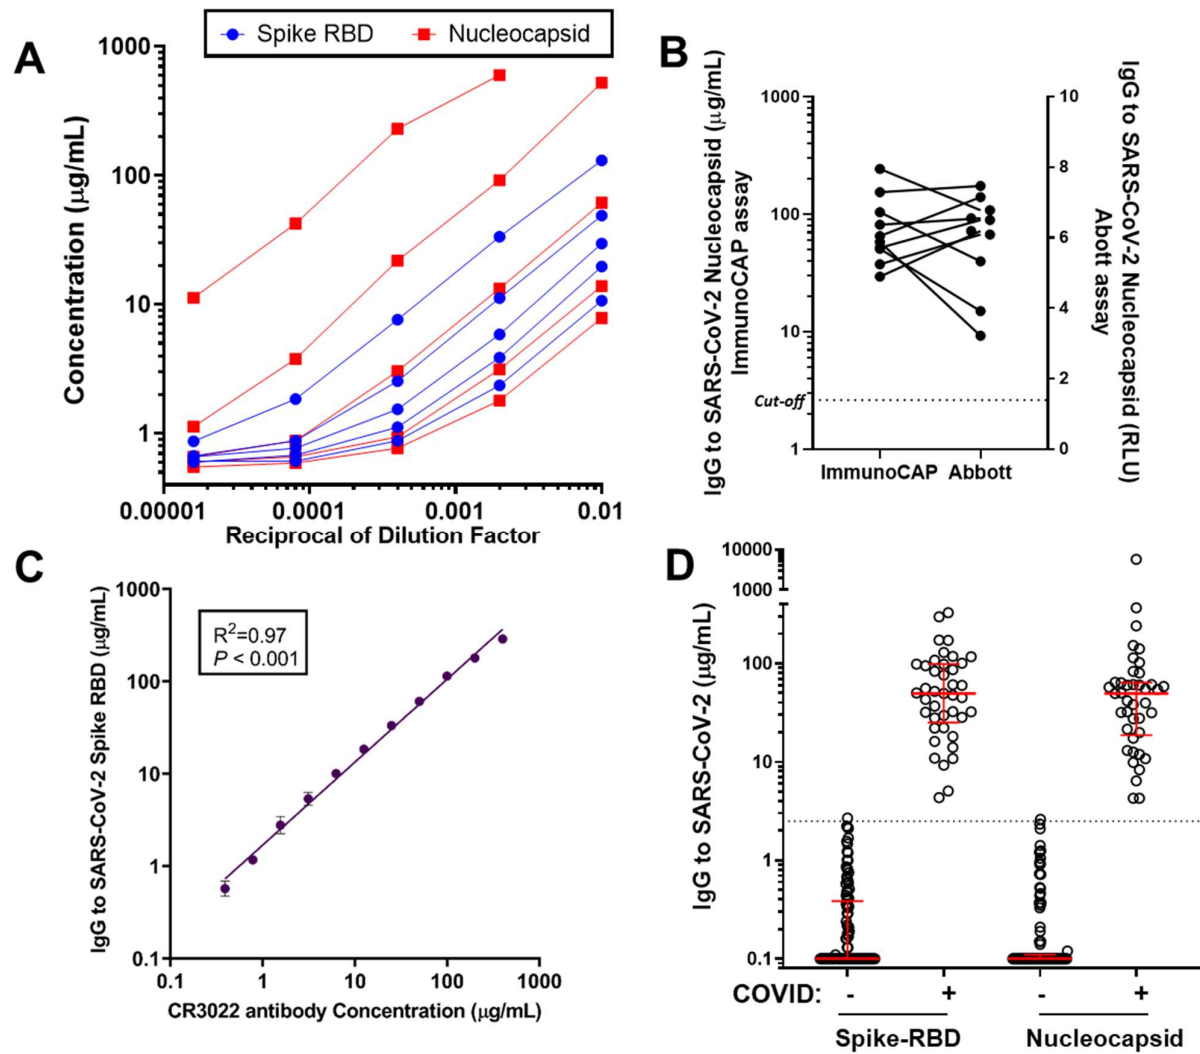 A
Spike RBD
Nucleocapsid
Concentration (μg/mL)
1000
100
10
1
0.00001
0.0001
0.001
0.01
Reciprocal of Dilution Factor
B
IgG to SARS-CoV-2 Nucleocapsid (μg/mL)
ImmunoCAP assay
1000
100
10
Cut-off
1
10
8
6
4
2
0
IgG to SARS-CoV-2 Nucleocapsid (RLU)
Abott assay
ImmunoCAP
Abbott
C
IgG to SARS-CoV-2 Spike RBD (μg/mL)
1000
100
10
1
0.1
R²=0.97
P < 0.001
0.1
1
10
100
1000
CR3022 antibody Concentration (μg/mL)
D
IgG to SARS-CoV-2 (μg/mL)
10000
1000
100
10
1
0.1
COVID:
-
+
-
+
Spike-RBD
Nucleocapsid